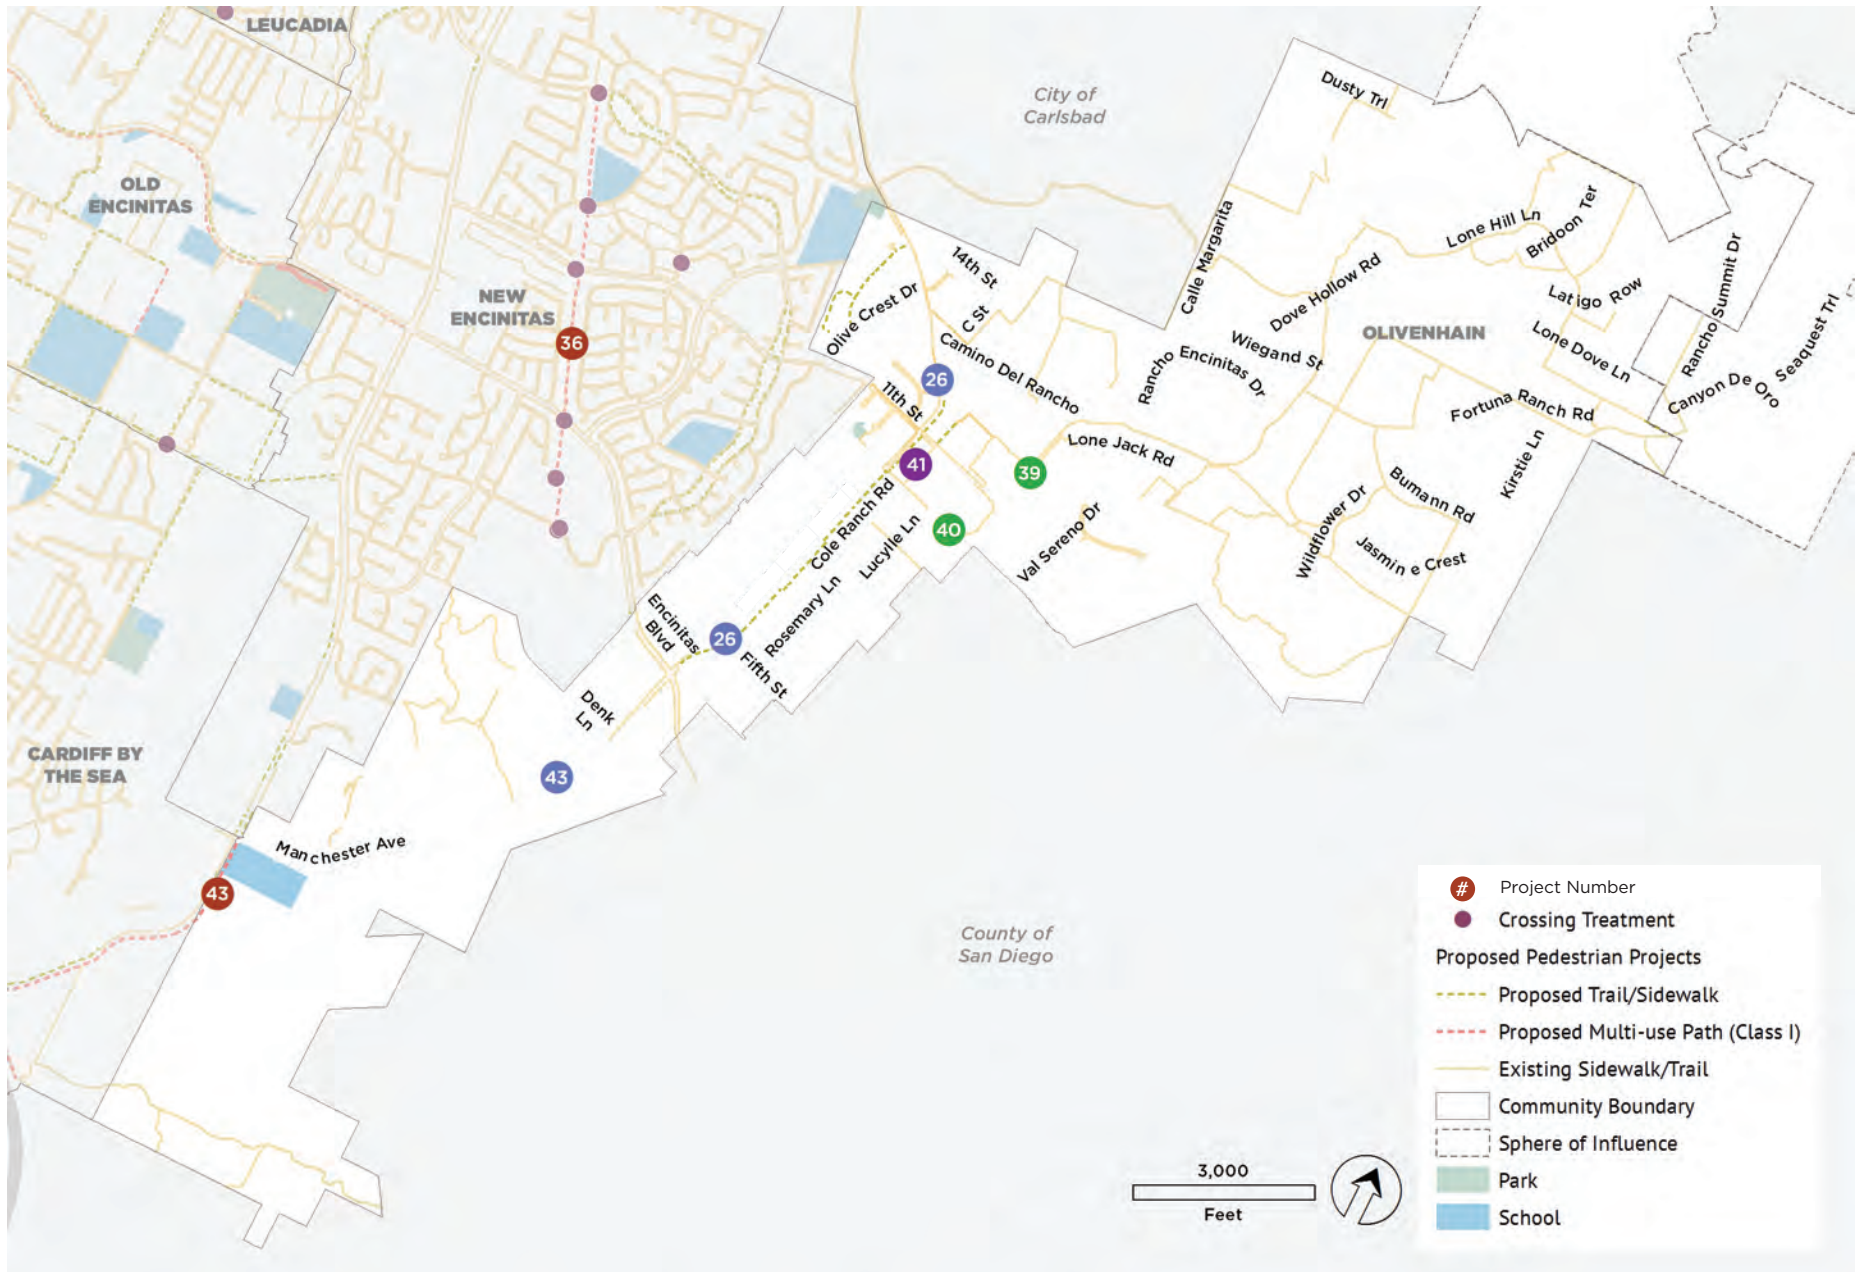 LEUCADIA
City of
Carlsbad
Dusty Trl
OLD
ENCINITAS
NEW
ENCINITAS
36
14th St
Olive Crest Dr
C St
Camino Del Rancho
26
11th St
41
39
40
Calle Margarita
Lone Hill Ln
Bridoon Ter
Dove Hollow Rd
Latigo Row
Rancho Summit Dr
Seaquest Trl
OLIVENHAIN
Wiegand St
Rancho Encinitas Dr
Lone Dove Ln
Canyon De Oro
Fortuna Ranch Rd
Lone Jack Rd
Kirstie Ln
Bumann Rd
Wildflower Dr
Jasmin e Crest
Val Sereno Dr
Cole Ranch Rd
Lucylle Ln
Rosemary Ln
Encinitas
Blvd
26
Fifth St
Denk
Ln
43
CARDIFF BY
THE SEA
Manchester Ave
43
County of
San Diego
# Project Number
Crossing Treatment
Proposed Pedestrian Projects
Proposed Trail/Sidewalk
Proposed Multi-use Path (Class I)
Existing Sidewalk/Trail
Community Boundary
Sphere of Influence
Park
School
3,000
Feet